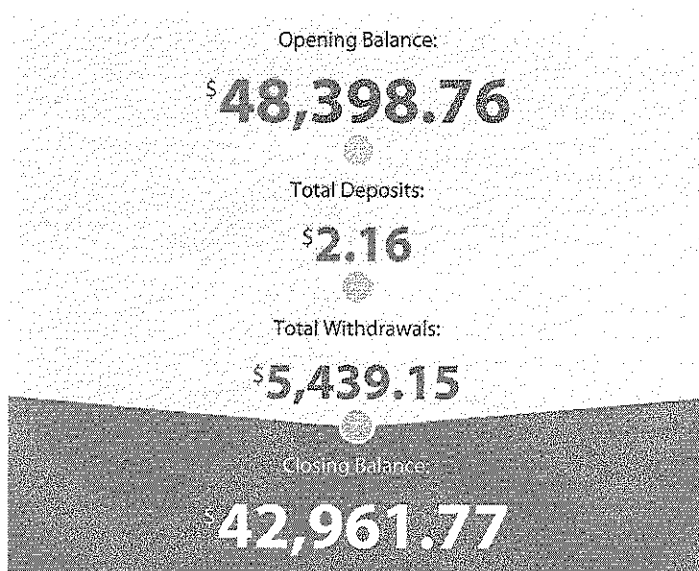 Opening Balance:
$48,398.76
Total Deposits:
$2.16
Total Withdrawals:
$5,439.15
Closing Balance:
$42,961.77